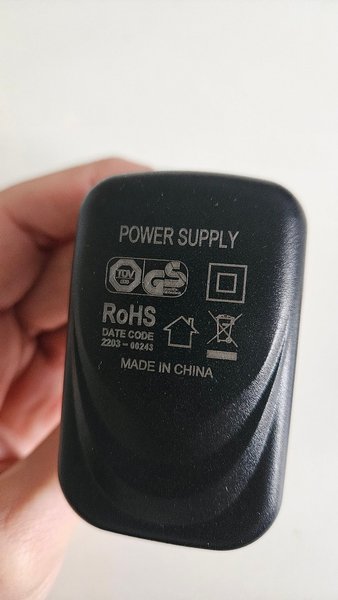 POWER SUPPLY
TÜV GS
RoHS
DATE CODE
2203-00243
MADE IN CHINA